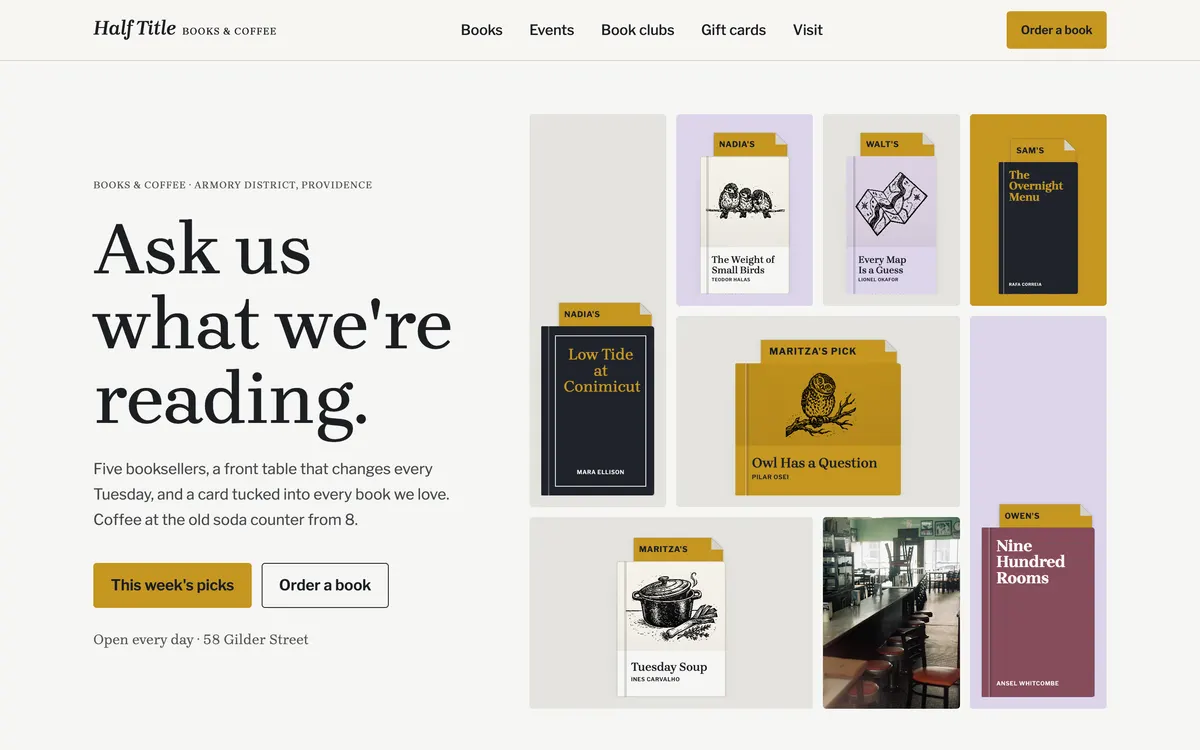 Half Title BOOKS & COFFEE
Books
Events
Book clubs
Gift cards
Visit
Order a book
BOOKS & COFFEE · ARMORY DISTRICT, PROVIDENCE
Ask us
what we're
reading.
Five booksellers, a front table that changes every
Tuesday, and a card tucked into every book we love.
Coffee at the old soda counter from 8.
This week's picks
Order a book
Open every day · 58 Gilder Street
NADIA'S
Low Tide
at
Conimicut
MARA ELLISON
NADIA'S
The Weight of
Small Birds
TEODOR HALAS
WALT'S
Every Map
Is a Guess
LIONEL OKAFOR
SAM'S
The
Overnight
Menu
RAFA CORREIA
MARITZA'S PICK
Owl Has a Question
PILAR OSEI
MARITZA'S
Tuesday Soup
INES CARVALHO
OWEN'S
Nine
Hundred
Rooms
ANSEL WHITCOMBE